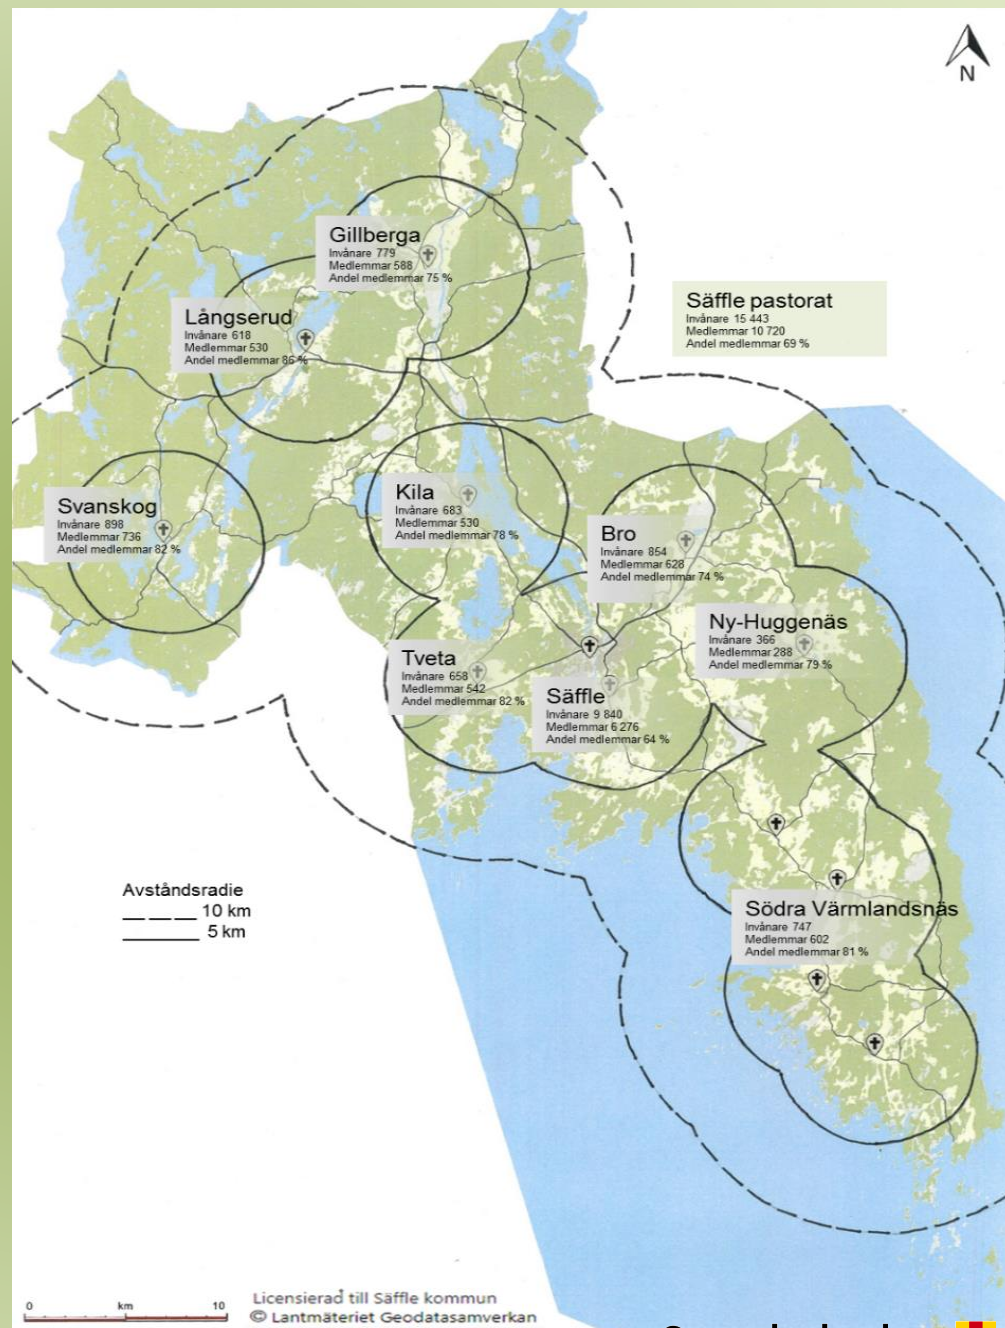 N
Gillberga
Invånare 779
Medlemmar 588
Andel medlemmar 75 %
Säffle pastorat
Invånare 15 443
Medlemmar 10 720
Andel medlemmar 69 %
Långserud
Invånare 618
Medlemmar 530
Andel medlemmar 86 %
Svanskog
Invånare 898
Medlemmar 736
Andel medlemmar 82 %
Kila
Invånare 683
Medlemmar 530
Andel medlemmar 78 %
Bro
Invånare 854
Medlemmar 628
Andel medlemmar 74 %
Ny-Huggenäs
Invånare 366
Medlemmar 288
Andel medlemmar 79 %
Tveta
Invånare 658
Medlemmar 542
Andel medlemmar 82 %
Säffle
Invånare 9 840
Medlemmar 6 276
Andel medlemmar 64 %
Södra Värmlandsnäs
Invånare 747
Medlemmar 602
Andel medlemmar 81 %
Avståndsradie
10 km
5 km
0 km 10
Licensierad till Säffle kommun
© Lantmäteriet Geodatasamverkan